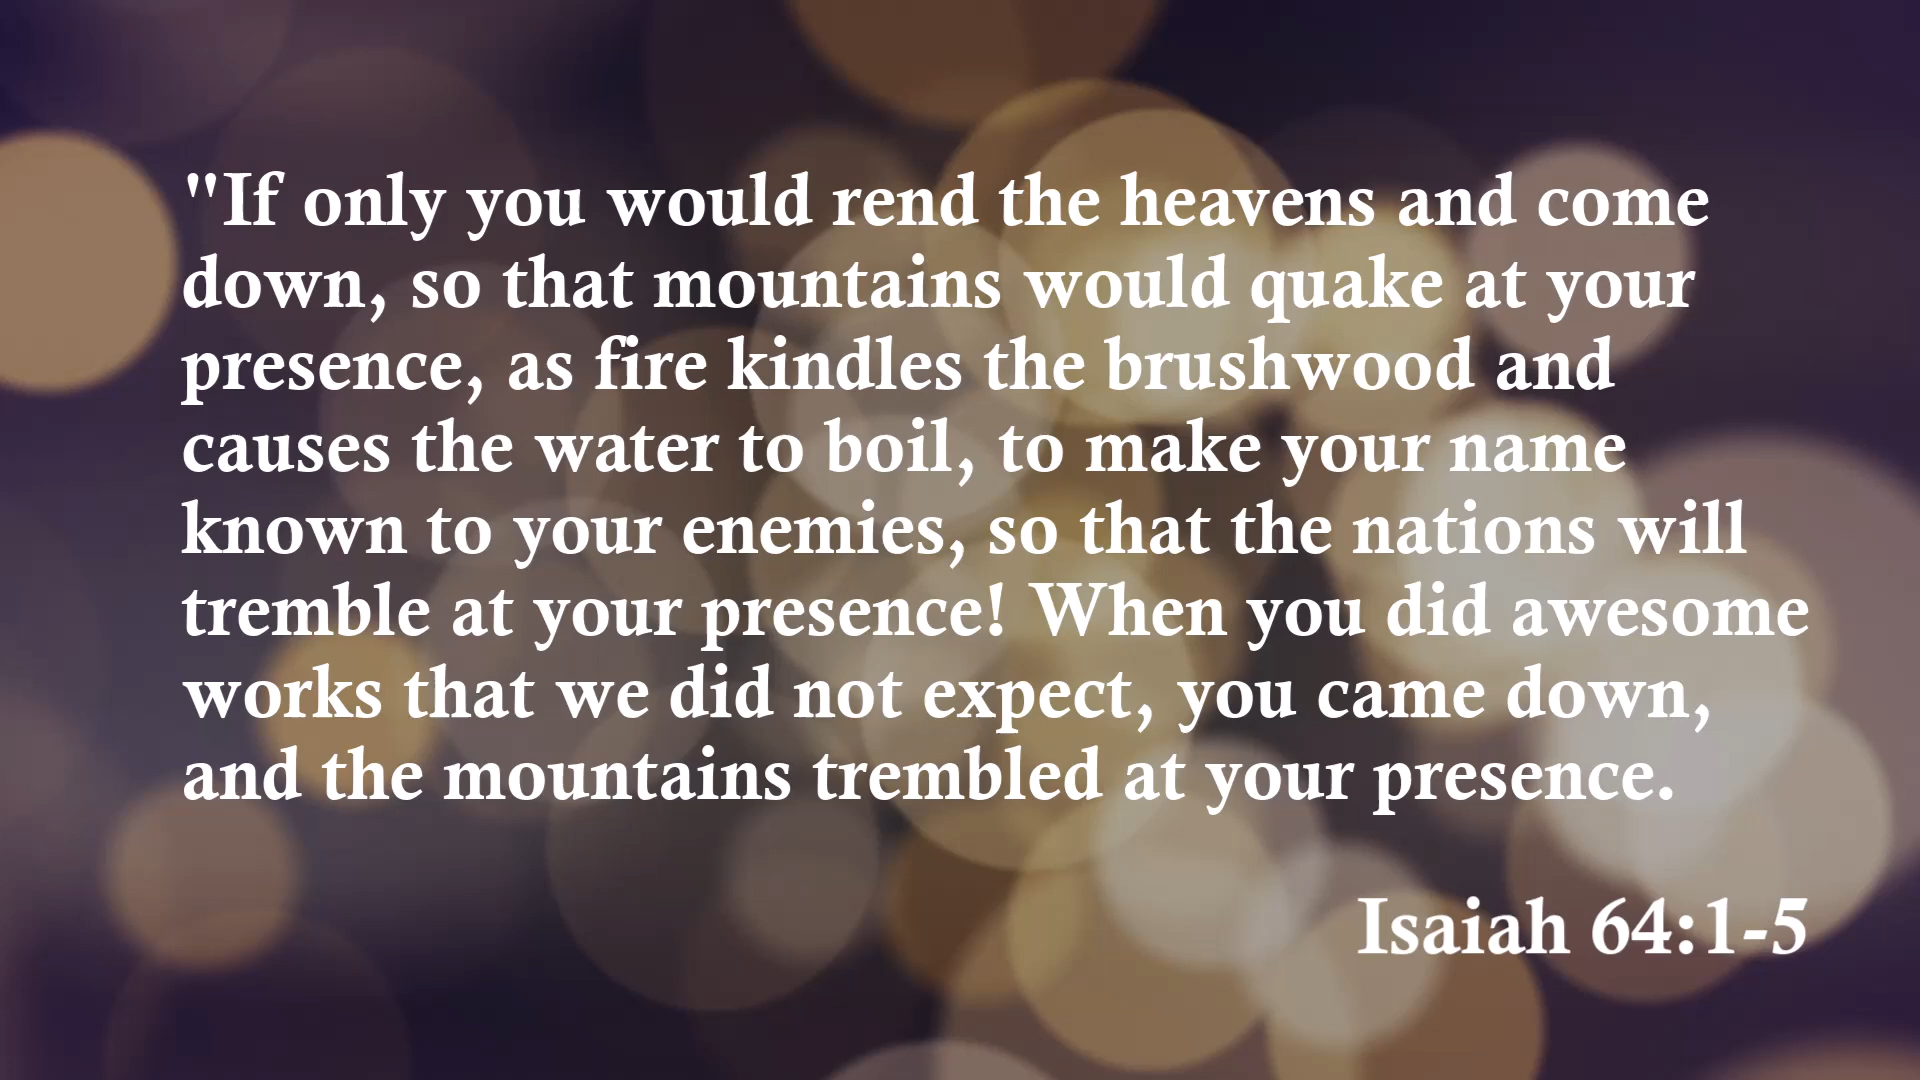 "If only you would rend the heavens and come
down, so that mountains would quake at your
presence, as fire kindles the brushwood and
causes the water to boil, to make your name
known to your enemies, so that the nations will
tremble at your presence! When you did awesome
works that we did not expect, you came down,
and the mountains trembled at your presence.
Isaiah 64:1-5